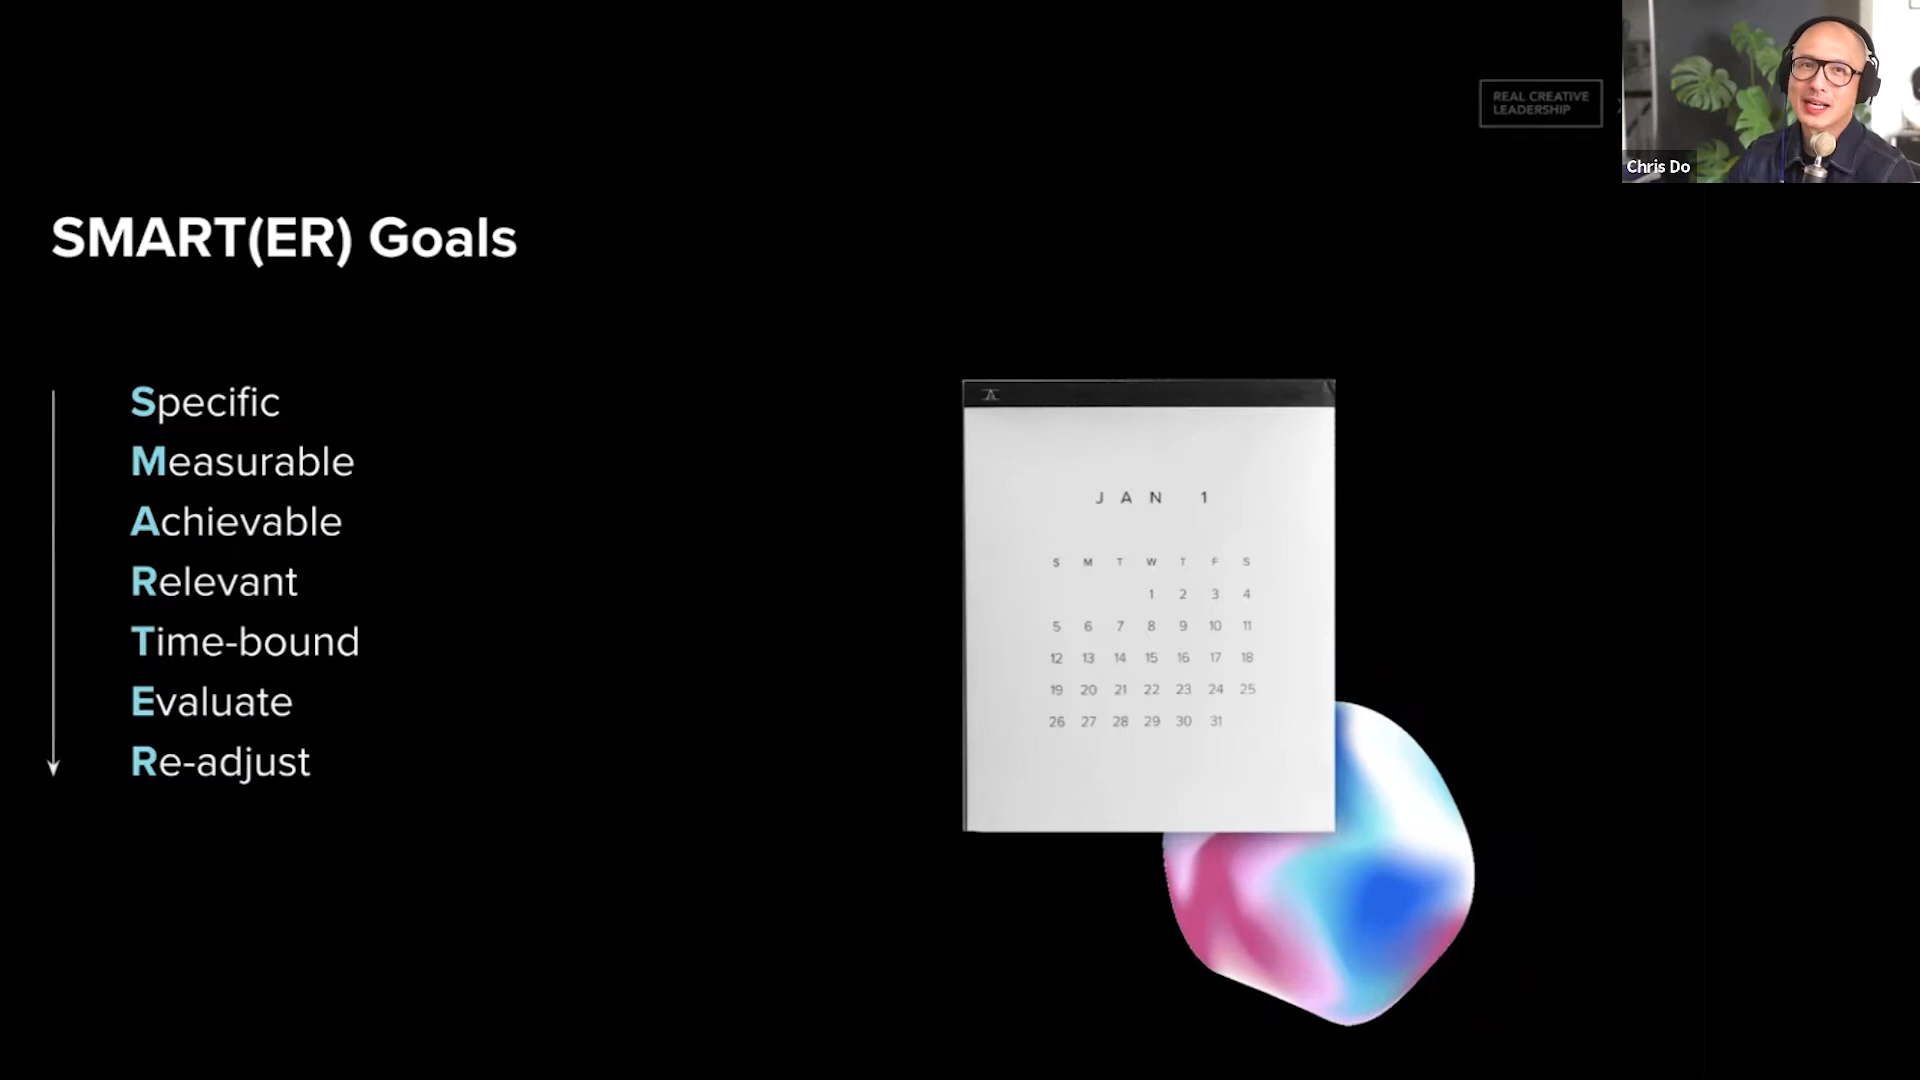 REAL CREATIVE
LEADERSHIP
Chris Do
SMART(ER) Goals
Specific
Measurable
Achievable
Relevant
Time-bound
Evaluate
Re-adjust
JAN 1
S M T W T F S
1 2 3 4
5 6 7 8 9 10 11
12 13 14 15 16 17 18
19 20 21 22 23 24 25
26 27 28 29 30 31